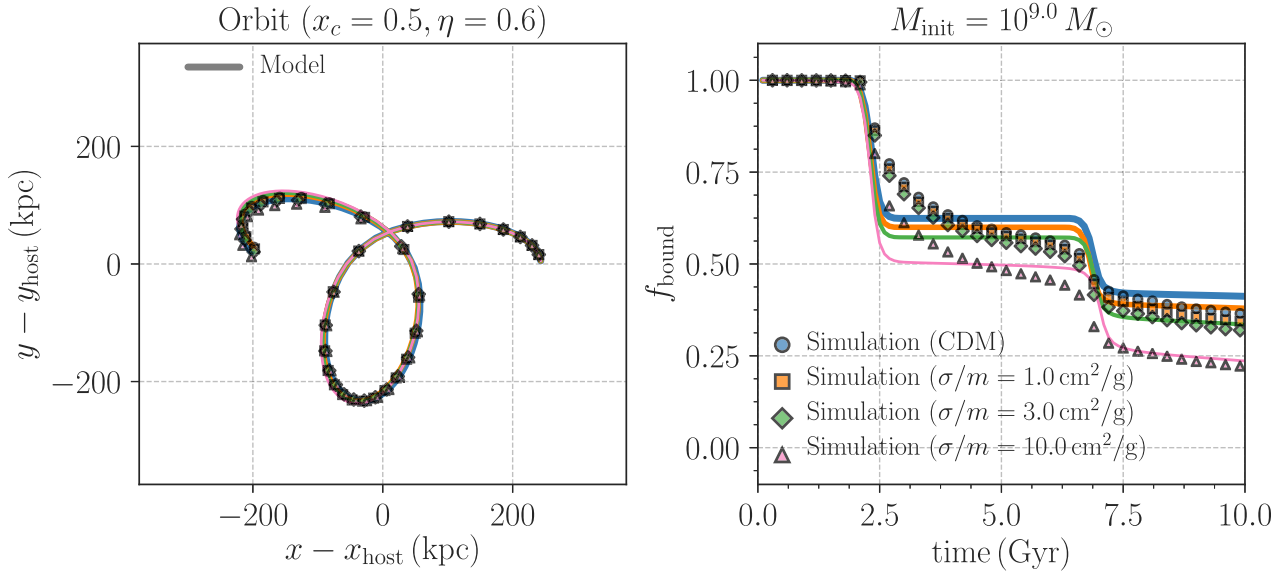 Orbit (x_c = 0.5, η = 0.6)
Model
200
0
−200
y − y_host (kpc)
−200
0
200
x − x_host (kpc)
M_init = 10^9.0 M_⊙
1.00
0.75
0.50
0.25
0.00
f_bound
Simulation (CDM)
Simulation (σ/m = 1.0 cm²/g)
Simulation (σ/m = 3.0 cm²/g)
Simulation (σ/m = 10.0 cm²/g)
0.0
2.5
5.0
7.5
10.0
time (Gyr)